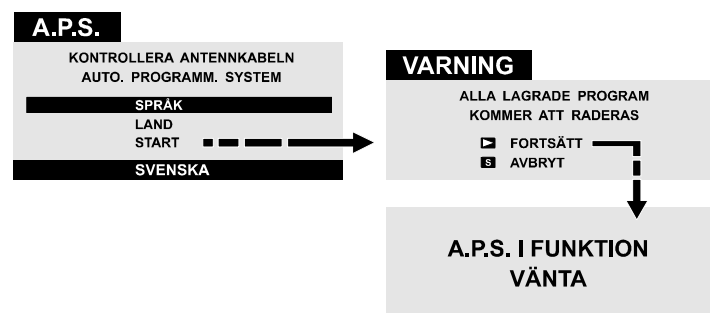 A.P.S.
KONTROLLERA ANTENNKABELN
AUTO. PROGRAMM. SYSTEM
SPRÅK
LAND
START
SVENSKA
VARNING
ALLA LAGRADE PROGRAM
KOMMER ATT RADERAS
FORTSÄTT
S AVBRYT
A.P.S. I FUNKTION
VÄNTA